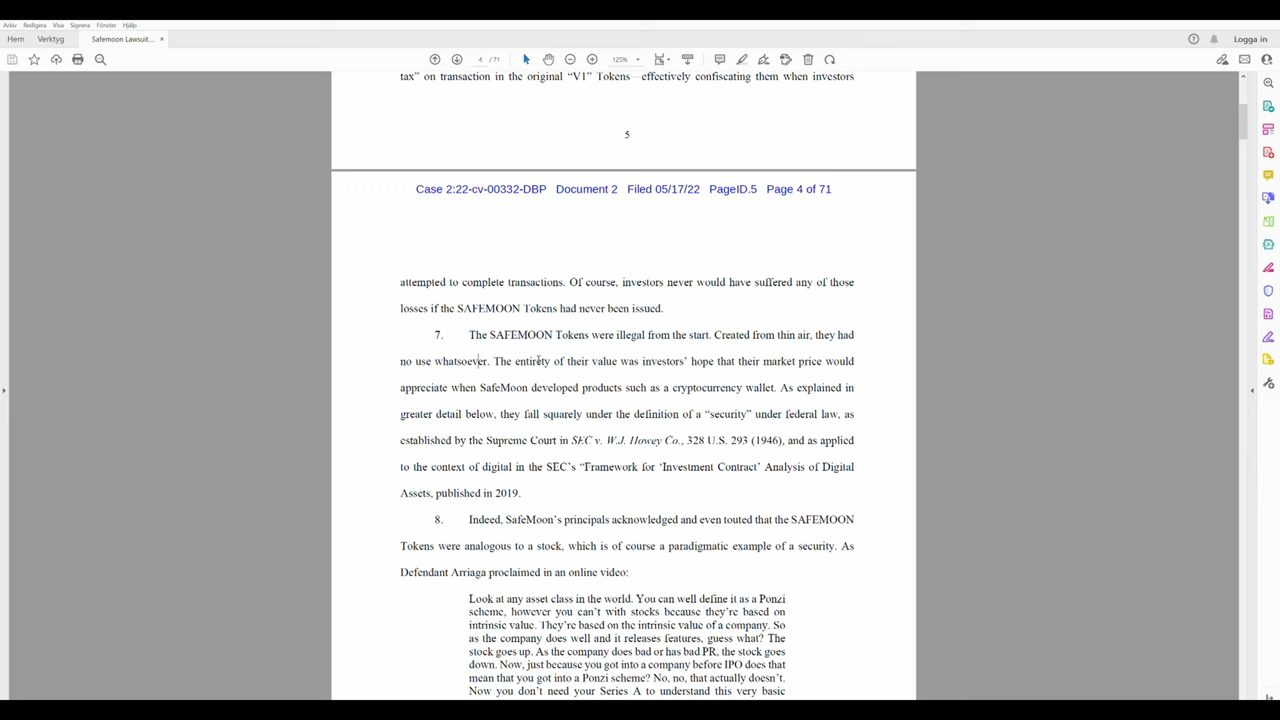 Arkiv Redigera Visa Signera Fönster Hjälp
Hem Verktyg Safemoon Lawsuit... × Logga in
4 / 71 125%
tax” on transaction in the original “V1” Tokens—effectively confiscating them when investors
5
Case 2:22-cv-00332-DBP Document 2 Filed 05/17/22 PageID.5 Page 4 of 71
attempted to complete transactions. Of course, investors never would have suffered any of those
losses if the SAFEMOON Tokens had never been issued.
7. The SAFEMOON Tokens were illegal from the start. Created from thin air, they had
no use whatsoever. The entirety of their value was investors’ hope that their market price would
appreciate when SafeMoon developed products such as a cryptocurrency wallet. As explained in
greater detail below, they fall squarely under the definition of a “security” under federal law, as
established by the Supreme Court in SEC v. W.J. Howey Co., 328 U.S. 293 (1946), and as applied
to the context of digital in the SEC’s “Framework for ‘Investment Contract’ Analysis of Digital
Assets, published in 2019.
8. Indeed, SafeMoon’s principals acknowledged and even touted that the SAFEMOON
Tokens were analogous to a stock, which is of course a paradigmatic example of a security. As
Defendant Arriaga proclaimed in an online video:
Look at any asset class in the world. You can well define it as a Ponzi
scheme, however you can’t with stocks because they’re based on
intrinsic value. They’re based on the intrinsic value of a company. So
as the company does well and it releases features, guess what? The
stock goes up. As the company does bad or has bad PR, the stock goes
down. Now, just because you got into a company before IPO does that
mean that you got into a Ponzi scheme? No, no, that actually doesn’t.
Now you don’t need your Series A to understand this very basic